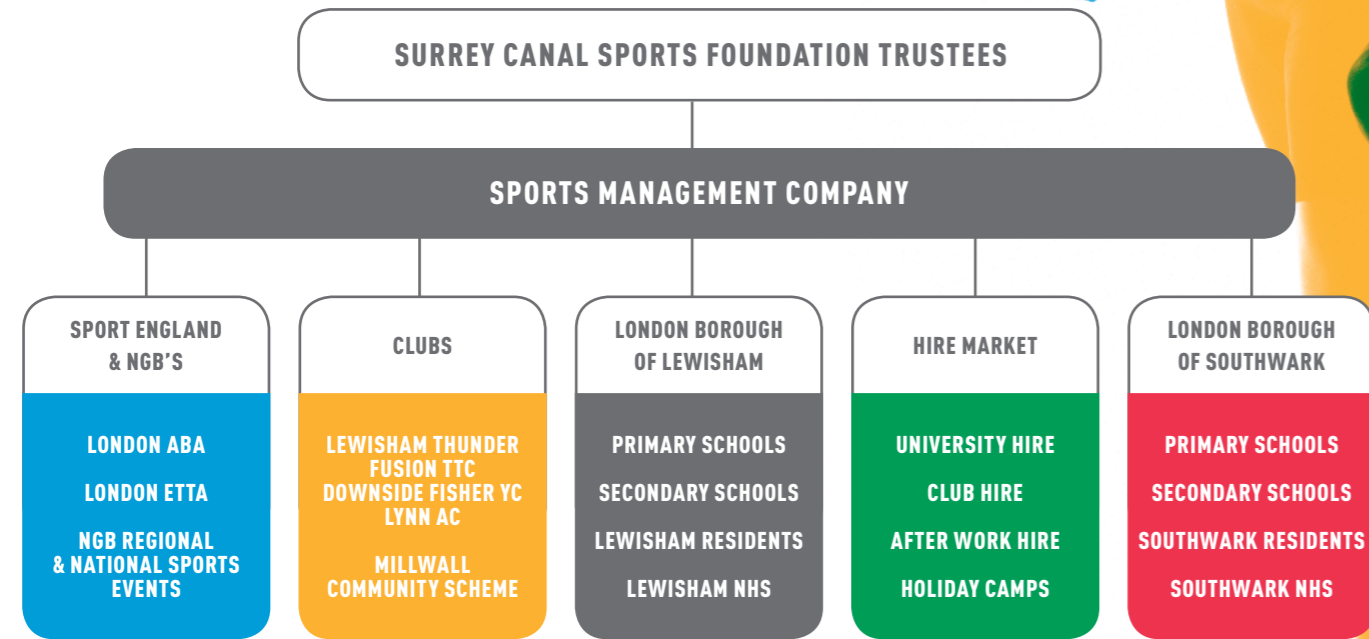 SURREY CANAL SPORTS FOUNDATION TRUSTEES
SPORTS MANAGEMENT COMPANY
SPORT ENGLAND
& NGB'S
LONDON ABA
LONDON ETTA
NGB REGIONAL
& NATIONAL SPORTS
EVENTS
CLUBS
LEWISHAM THUNDER
FUSION TTC
DOWNSIDE FISHER YC
LYNN AC
MILLWALL
COMMUNITY SCHEME
LONDON BOROUGH
OF LEWISHAM
PRIMARY SCHOOLS
SECONDARY SCHOOLS
LEWISHAM RESIDENTS
LEWISHAM NHS
HIRE MARKET
UNIVERSITY HIRE
CLUB HIRE
AFTER WORK HIRE
HOLIDAY CAMPS
LONDON BOROUGH
OF SOUTHWARK
PRIMARY SCHOOLS
SECONDARY SCHOOLS
SOUTHWARK RESIDENTS
SOUTHWARK NHS